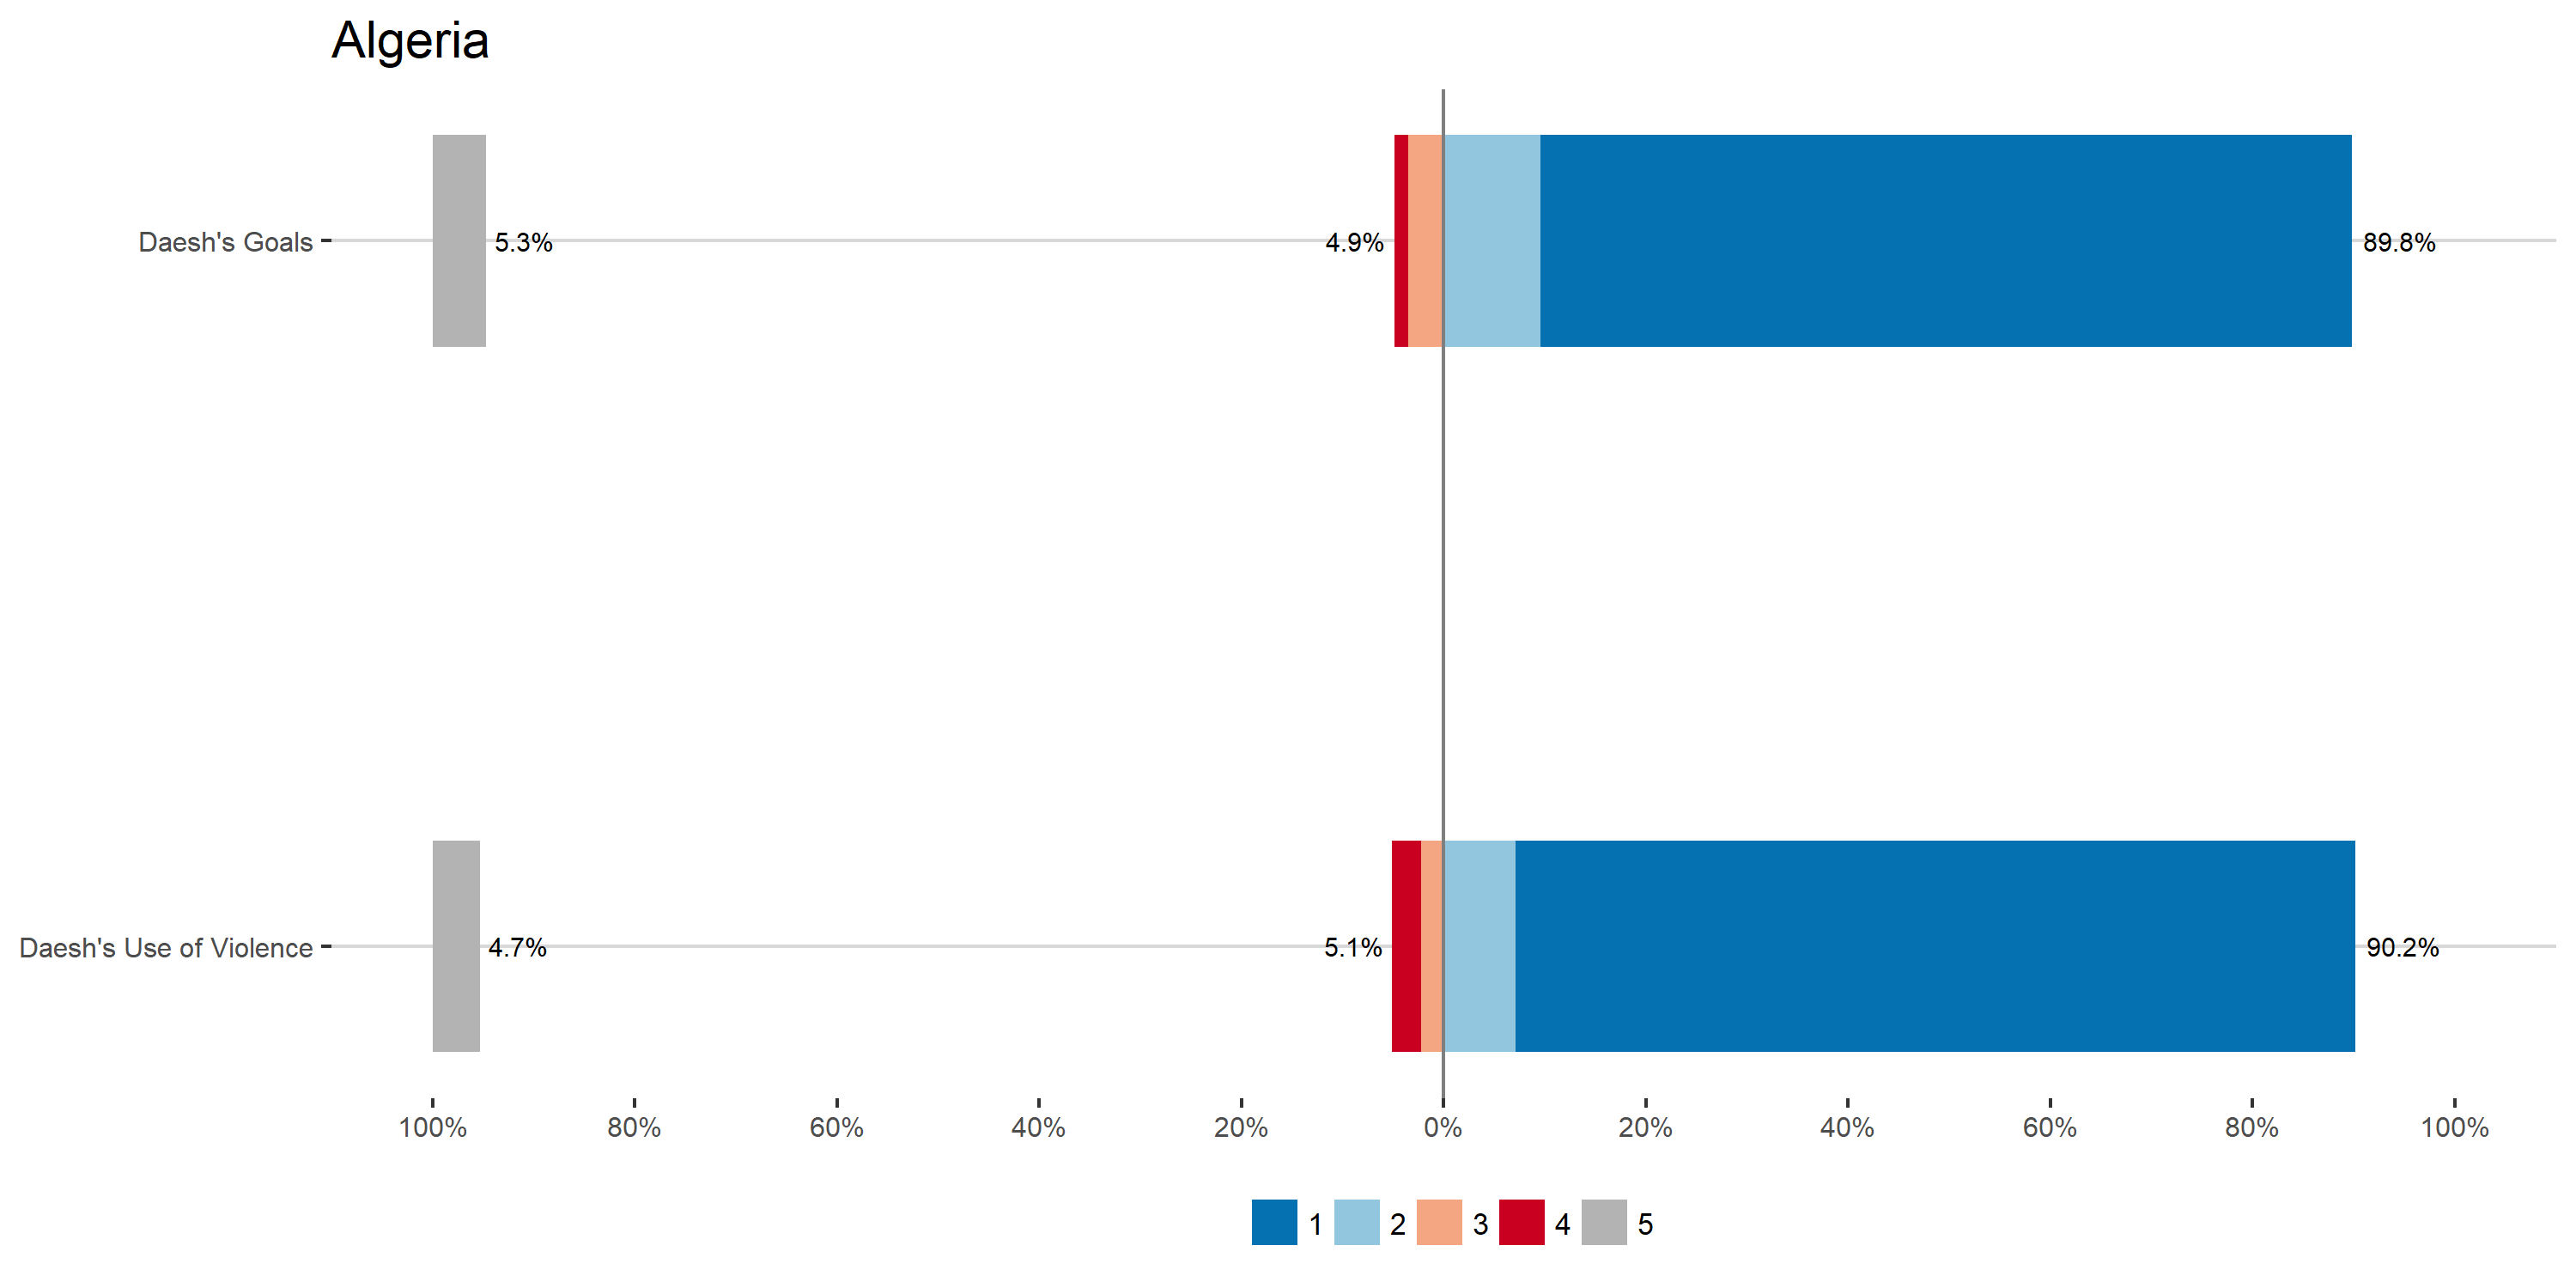 Algeria
Daesh's Goals 5.3% 4.9% 89.8%
Daesh's Use of Violence 4.7% 5.1% 90.2%
100% 80% 60% 40% 20% 0% 20% 40% 60% 80% 100%
1 2 3 4 5